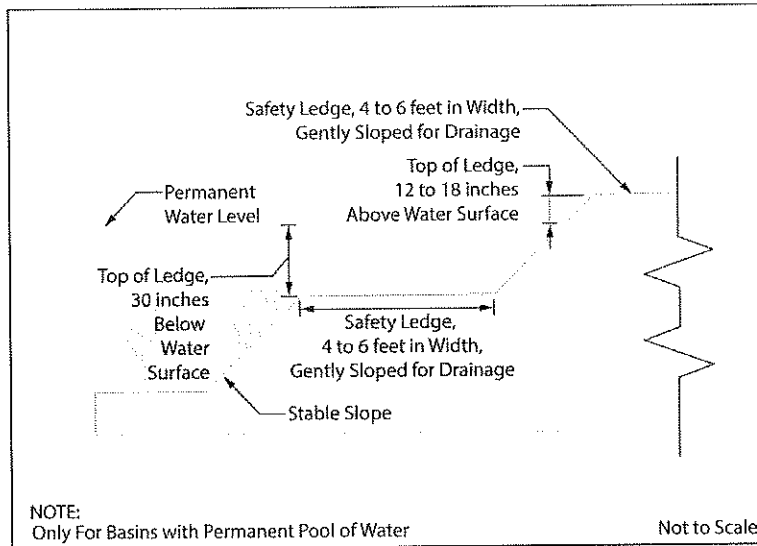 Safety Ledge, 4 to 6 feet in Width,
Gently Sloped for Drainage
Top of Ledge,
12 to 18 inches
Above Water Surface
Permanent
Water Level
Top of Ledge,
30 inches
Below
Water
Surface
Safety Ledge,
4 to 6 feet in Width,
Gently Sloped for Drainage
Stable Slope
NOTE:
Only For Basins with Permanent Pool of Water
Not to Scale